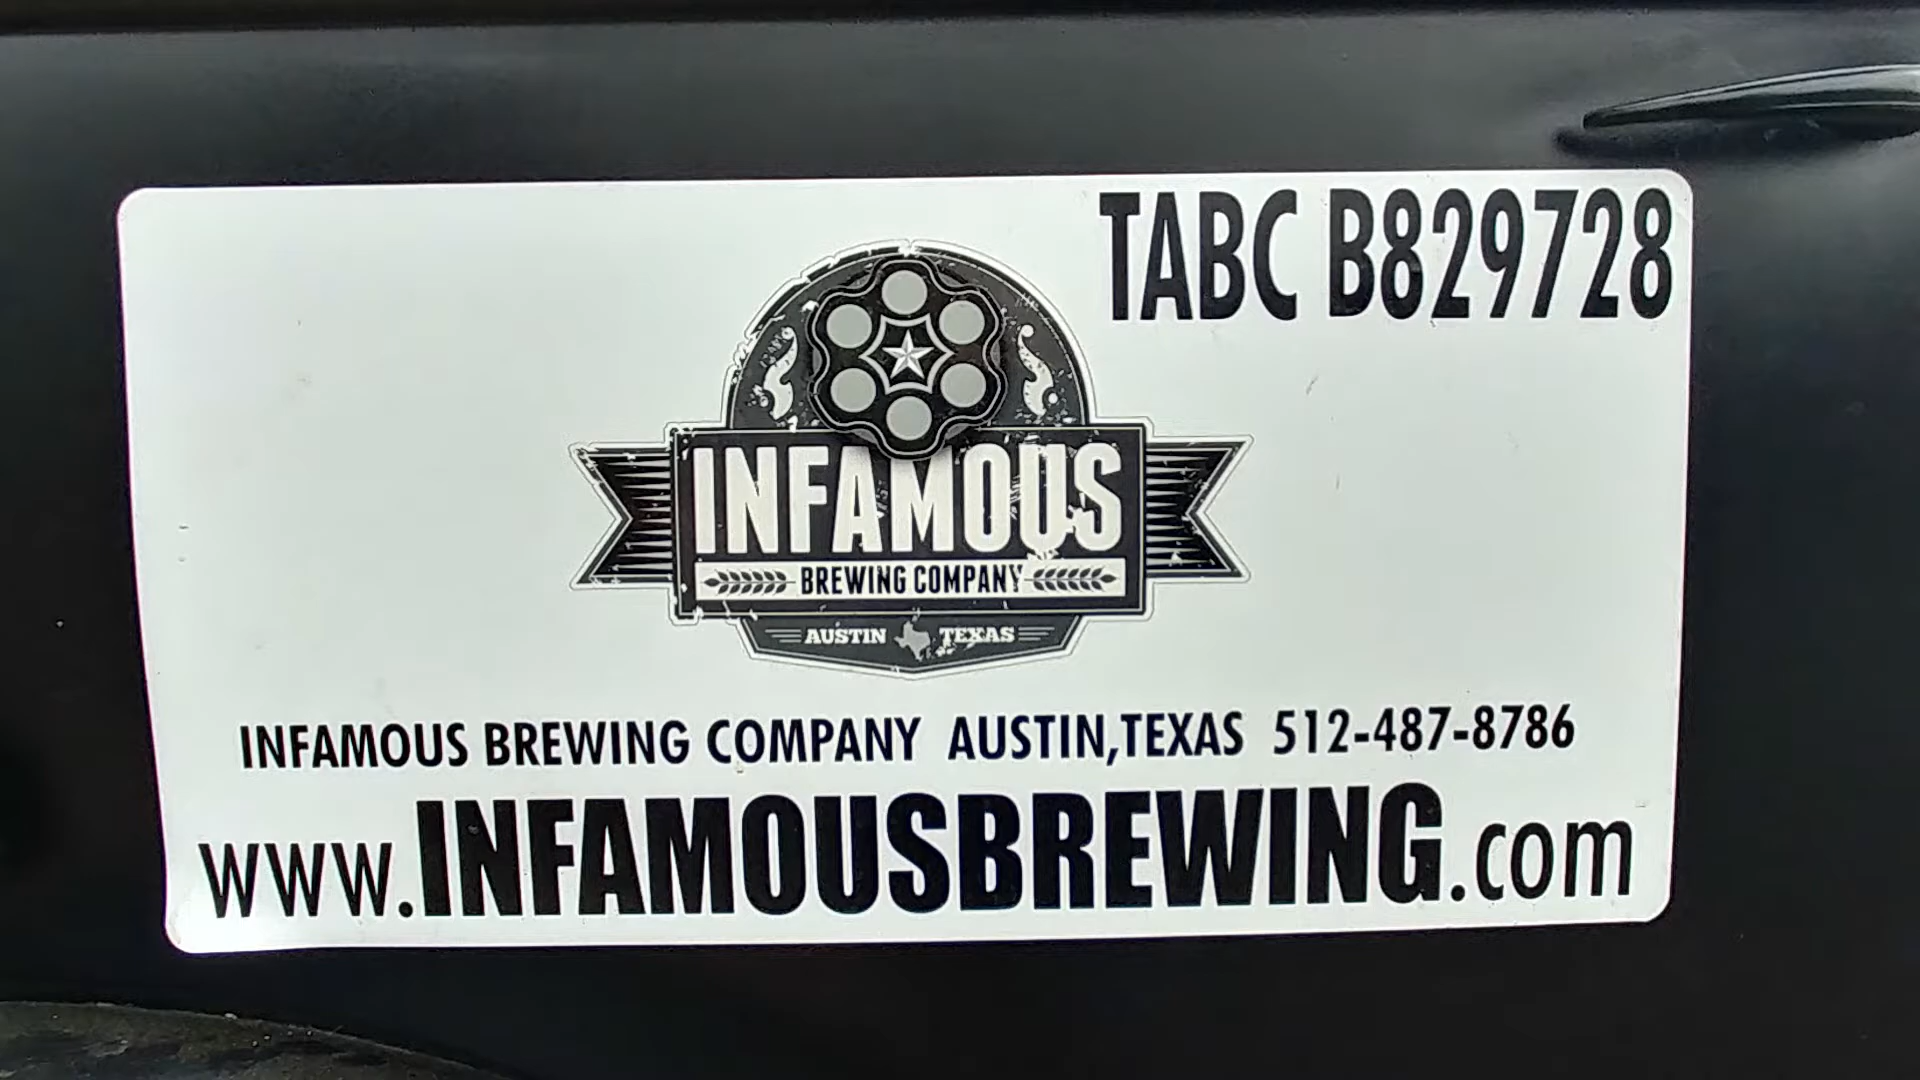 TABC B829728
INFAMOUS
BREWING COMPANY
AUSTIN TEXAS
INFAMOUS BREWING COMPANY AUSTIN,TEXAS 512-487-8786
www.INFAMOUSBREWING.com